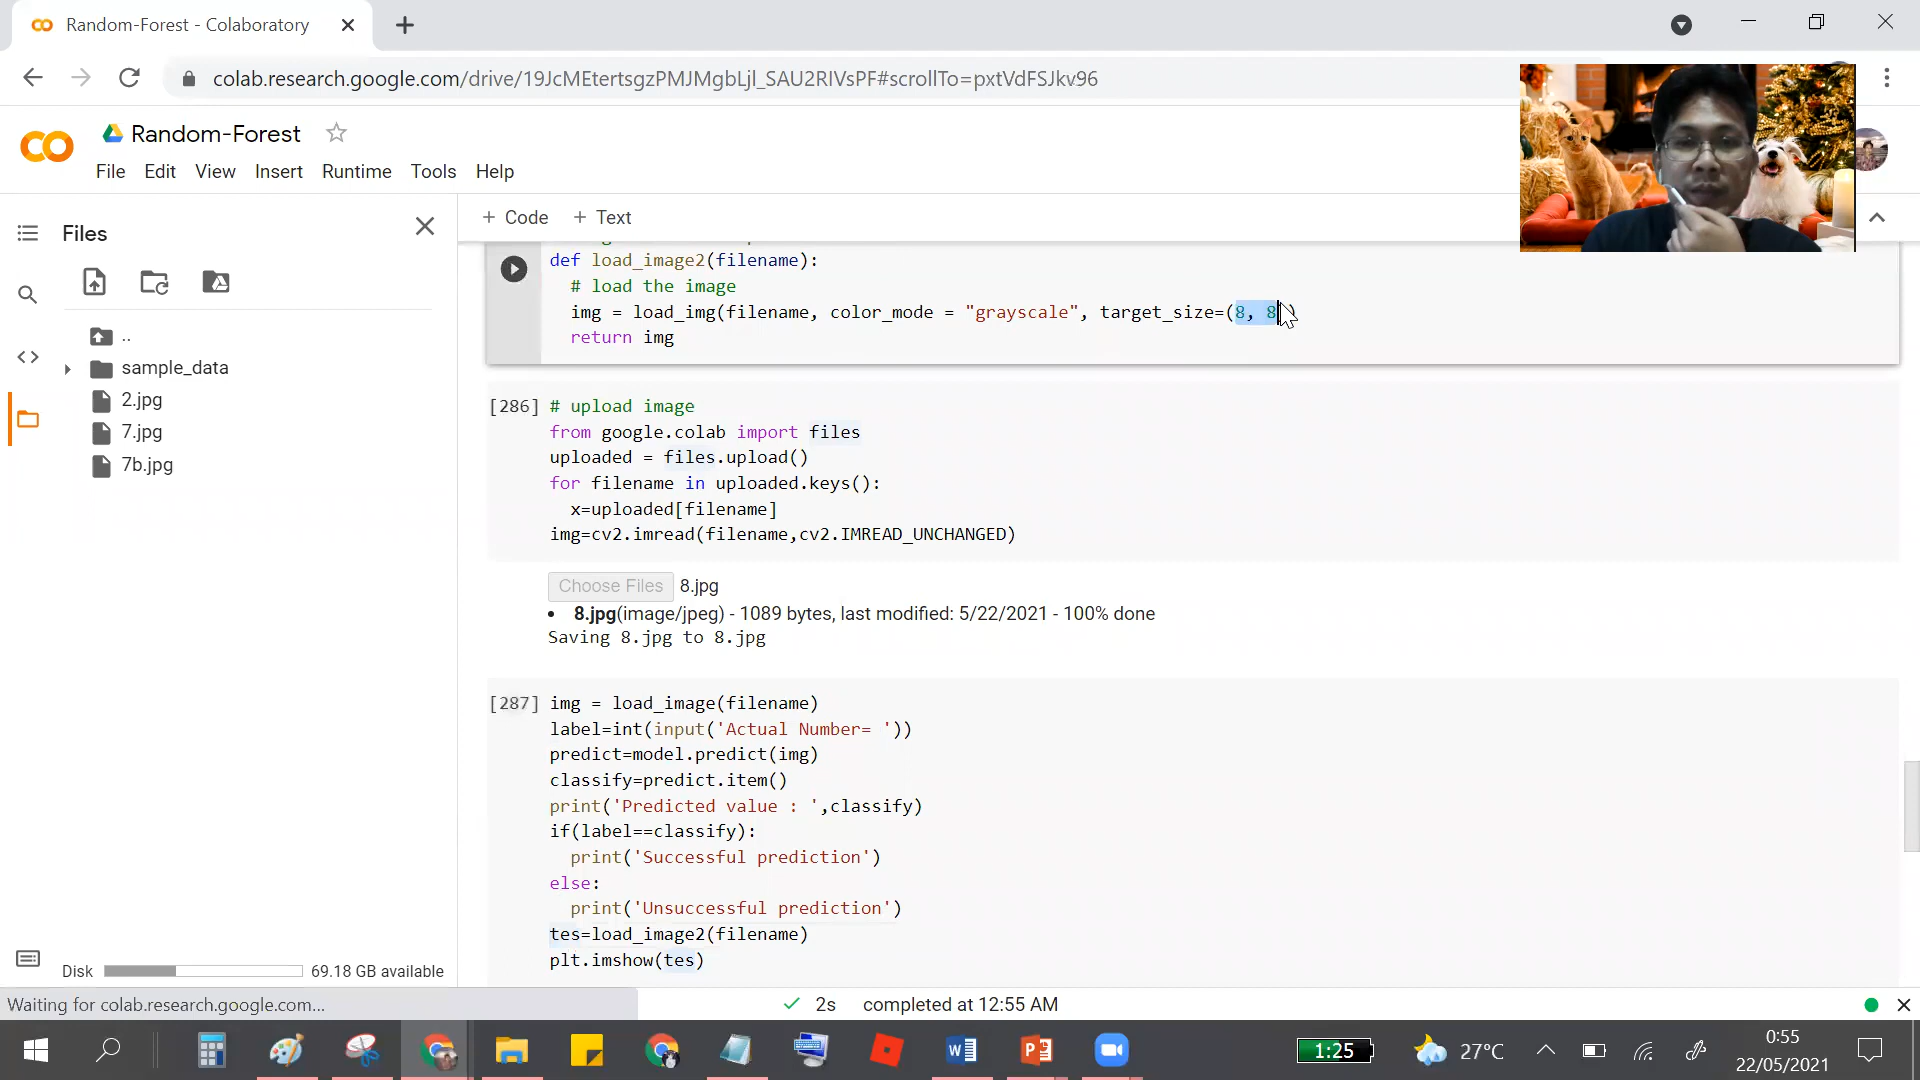 Random-Forest - Colaboratory
colab.research.google.com/drive/19JcMEtertsgzPMJMgbLjl_SAU2RIVsPF#scrollTo=pxtVdFSJkv96
Random-Forest
File Edit View Insert Runtime Tools Help
+ Code + Text
Files
..
sample_data
2.jpg
7.jpg
7b.jpg
Disk 69.18 GB available
def load_image2(filename):
# load the image
img = load_img(filename, color_mode = "grayscale", target_size=(8, 8))
return img
[286] # upload image
from google.colab import files
uploaded = files.upload()
for filename in uploaded.keys():
x=uploaded[filename]
img=cv2.imread(filename,cv2.IMREAD_UNCHANGED)
Choose Files 8.jpg
• 8.jpg(image/jpeg) - 1089 bytes, last modified: 5/22/2021 - 100% done
Saving 8.jpg to 8.jpg
[287] img = load_image(filename)
label=int(input('Actual Number= '))
predict=model.predict(img)
classify=predict.item()
print('Predicted value : ',classify)
if(label==classify):
print('Successful prediction')
else:
print('Unsuccessful prediction')
tes=load_image2(filename)
plt.imshow(tes)
Waiting for colab.research.google.com...
2s completed at 12:55 AM
1:25
27°C
0:55
22/05/2021